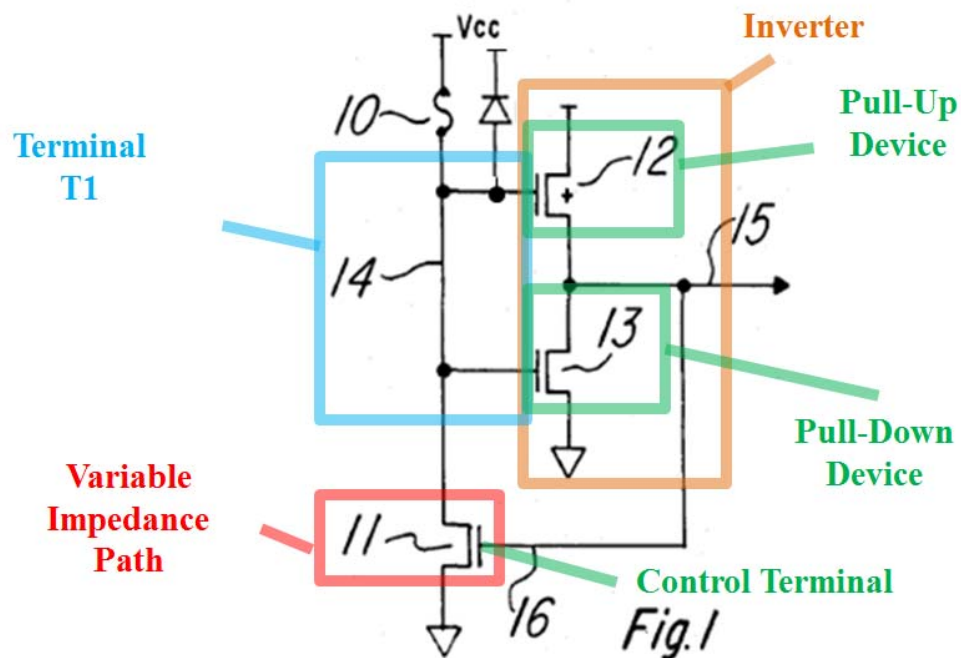 Vcc
Inverter
10
Pull-Up
Device
Terminal
T1
12
15
14
13
Pull-Down
Device
Variable
Impedance
Path
11
Control Terminal
16
Fig.1